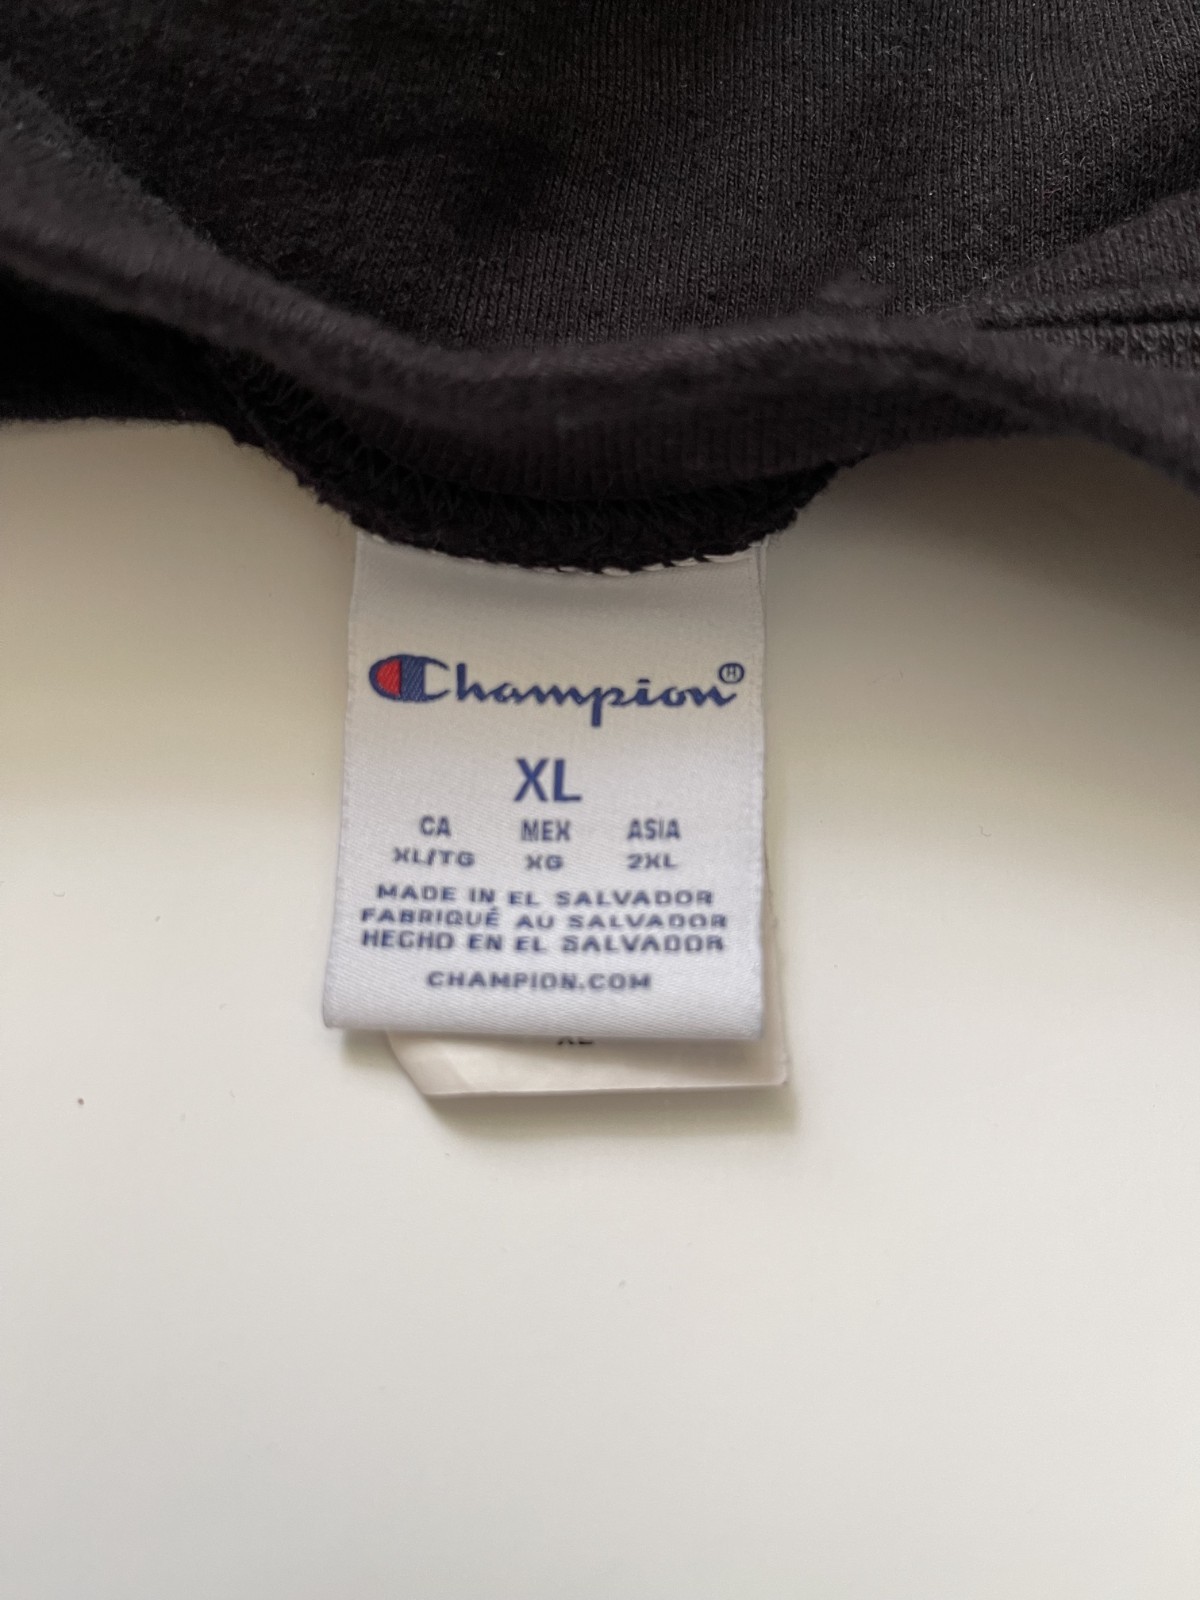 Champion
XL
CA MEX ASIA
XL/TG XG 2XL
MADE IN EL SALVADOR
FABRIQUÉ AU SALVADOR
HECHO EN EL SALVADOR
CHAMPION.COM
XL